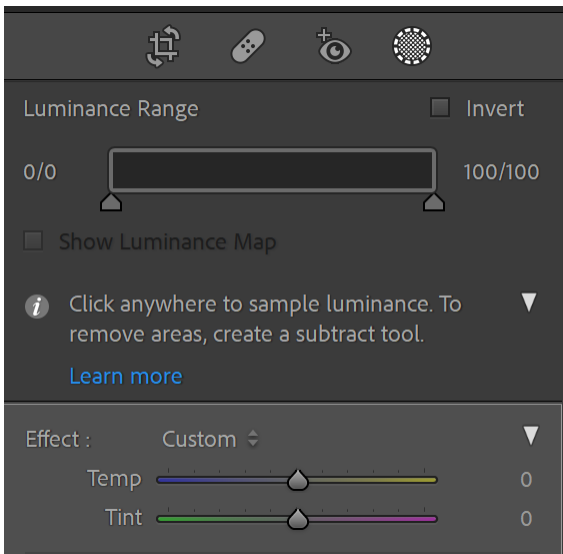 Luminance Range Invert
0/0 100/100
Show Luminance Map
Click anywhere to sample luminance. To
remove areas, create a subtract tool.
Learn more
Effect : Custom
Temp 0
Tint 0